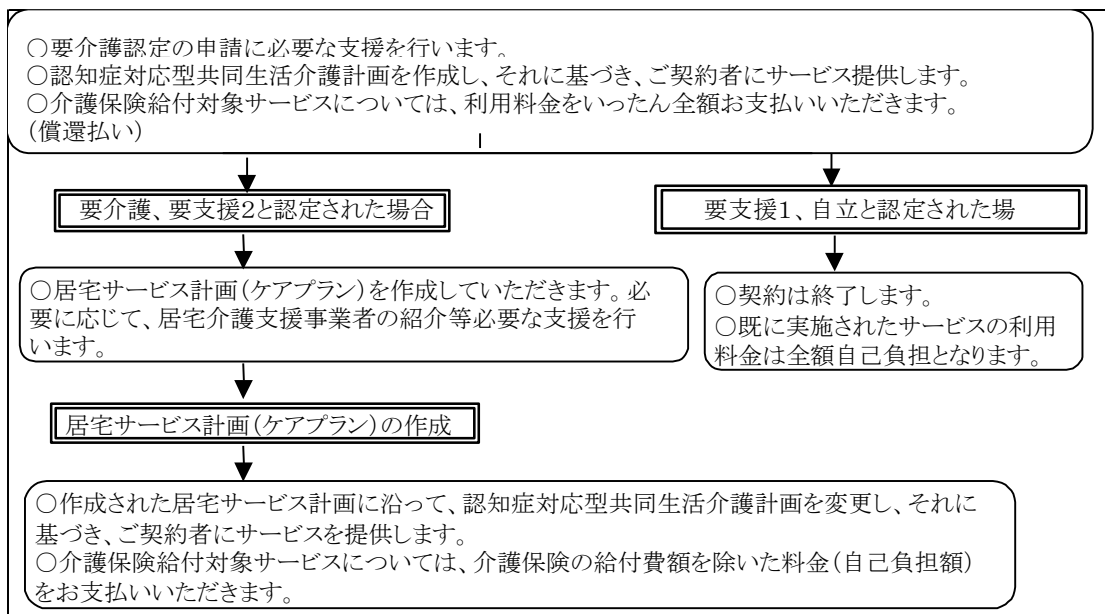 ○要介護認定の申請に必要な支援を行います。
○認知症対応型共同生活介護計画を作成し、それに基づき、ご契約者にサービス提供します。
○介護保険給付対象サービスについては、利用料金をいったん全額お支払いいただきます。
(償還払い)
要介護、要支援2と認定された場合
要支援1、自立と認定された場
○居宅サービス計画(ケアプラン)を作成していただきます。必
要に応じて、居宅介護支援事業者の紹介等必要な支援を行
います。
○契約は終了します。
○既に実施されたサービスの利用
料金は全額自己負担となります。
居宅サービス計画(ケアプラン)の作成
○作成された居宅サービス計画に沿って、認知症対応型共同生活介護計画を変更し、それに
基づき、ご契約者にサービスを提供します。
○介護保険給付対象サービスについては、介護保険の給付費額を除いた料金(自己負担額)
をお支払いいただきます。